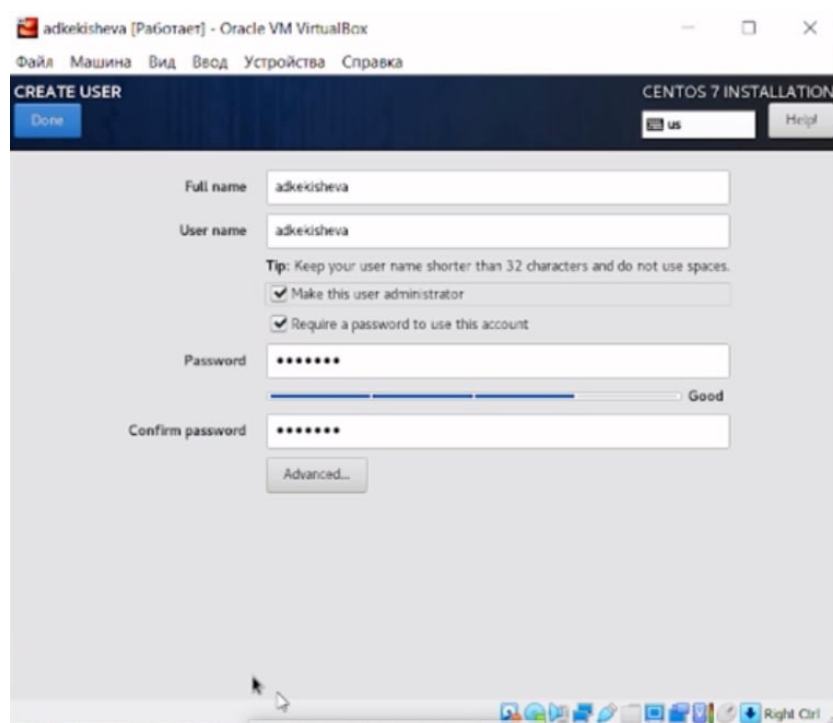 adkekisheva [Работает] - Oracle VM VirtualBox
Файл Машина Вид Ввод Устройства Справка
CREATE USER CENTOS 7 INSTALLATION
Done us Help!
Full name adkekisheva
User name adkekisheva
Tip: Keep your user name shorter than 32 characters and do not use spaces.
Make this user administrator
Require a password to use this account
Password •••••••
Good
Confirm password •••••••
Advanced...
Right Ctrl